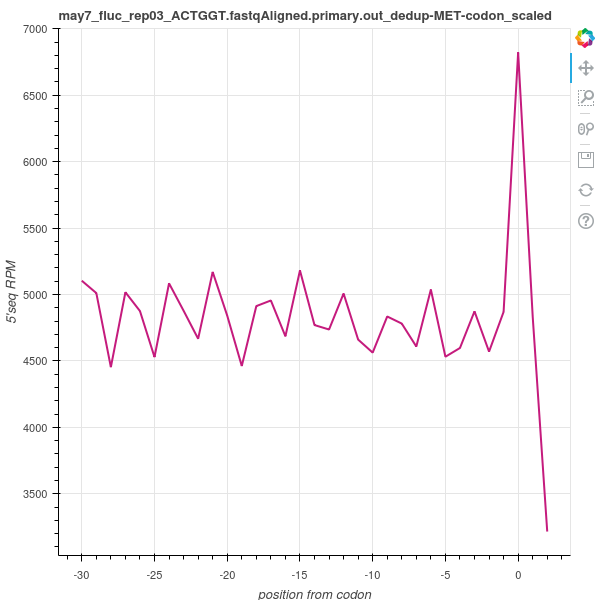 may7_fluc_rep03_ACTGGT.fastqAligned.primary.out_dedup-MET-codon_scaled
7000
6500
6000
5500
5000
4500
4000
3500
5'seq RPM
-30 -25 -20 -15 -10 -5 0
position from codon